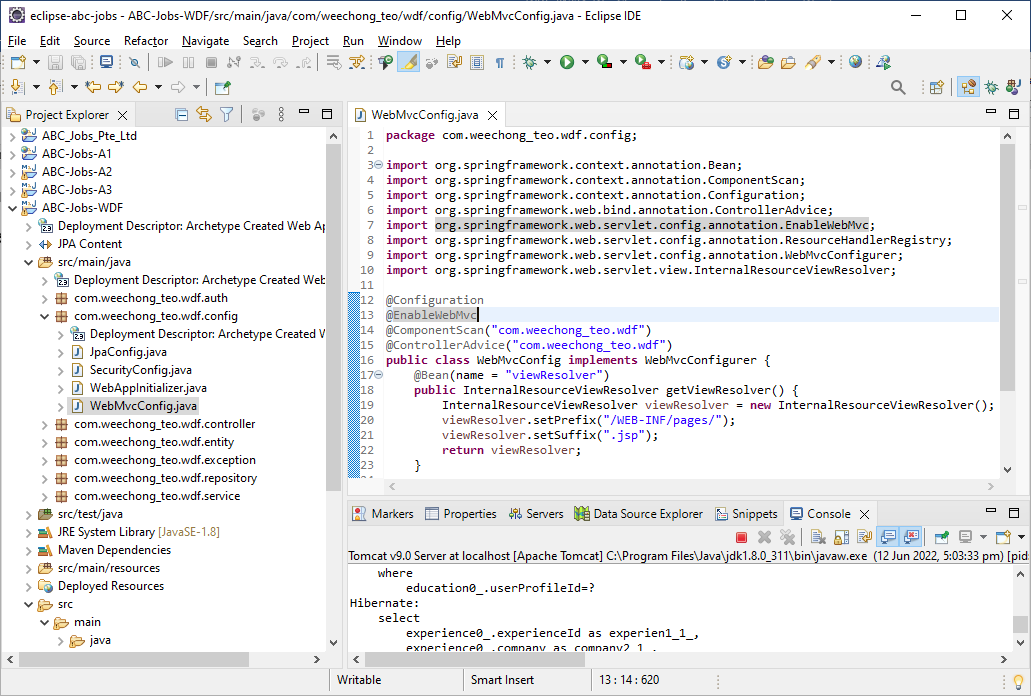 eclipse-abc-jobs - ABC-Jobs-WDF/src/main/java/com/weechong_teo/wdf/config/WebMvcConfig.java - Eclipse IDE
File Edit Source Refactor Navigate Search Project Run Window Help
Project Explorer
ABC_Jobs_Pte_Ltd
ABC-Jobs-A1
ABC-Jobs-A2
ABC-Jobs-A3
ABC-Jobs-WDF
Deployment Descriptor: Archetype Created Web Ap
JPA Content
src/main/java
Deployment Descriptor: Archetype Created Web
com.weechong_teo.wdf.auth
com.weechong_teo.wdf.config
Deployment Descriptor: Archetype Created W
JpaConfig.java
SecurityConfig.java
WebAppInitializer.java
WebMvcConfig.java
com.weechong_teo.wdf.controller
com.weechong_teo.wdf.entity
com.weechong_teo.wdf.exception
com.weechong_teo.wdf.repository
com.weechong_teo.wdf.service
src/test/java
JRE System Library [JavaSE-1.8]
Maven Dependencies
src/main/resources
Deployed Resources
src
main
java
WebMvcConfig.java
1 package com.weechong_teo.wdf.config;
2
3 import org.springframework.context.annotation.Bean;
4 import org.springframework.context.annotation.ComponentScan;
5 import org.springframework.context.annotation.Configuration;
6 import org.springframework.web.bind.annotation.ControllerAdvice;
7 import org.springframework.web.servlet.config.annotation.EnableWebMvc;
8 import org.springframework.web.servlet.config.annotation.ResourceHandlerRegistry;
9 import org.springframework.web.servlet.config.annotation.WebMvcConfigurer;
10 import org.springframework.web.servlet.view.InternalResourceViewResolver;
11
12 @Configuration
13 @EnableWebMvc
14 @ComponentScan("com.weechong_teo.wdf")
15 @ControllerAdvice("com.weechong_teo.wdf")
16 public class WebMvcConfig implements WebMvcConfigurer {
17 @Bean(name = "viewResolver")
18 public InternalResourceViewResolver getViewResolver() {
19 InternalResourceViewResolver viewResolver = new InternalResourceViewResolver();
20 viewResolver.setPrefix("/WEB-INF/pages/");
21 viewResolver.setSuffix(".jsp");
22 return viewResolver;
23 }
Markers Properties Servers Data Source Explorer Snippets Console
Tomcat v9.0 Server at localhost [Apache Tomcat] C:\Program Files\Java\jdk1.8.0_311\bin\javaw.exe (12 Jun 2022, 5:03:33 pm) [pid:
where
education0_.userProfileId=?
Hibernate:
select
experience0_.experienceId as experien1_1_,
experience0_.company as company2_1_,
Writable Smart Insert 13 : 14 : 620